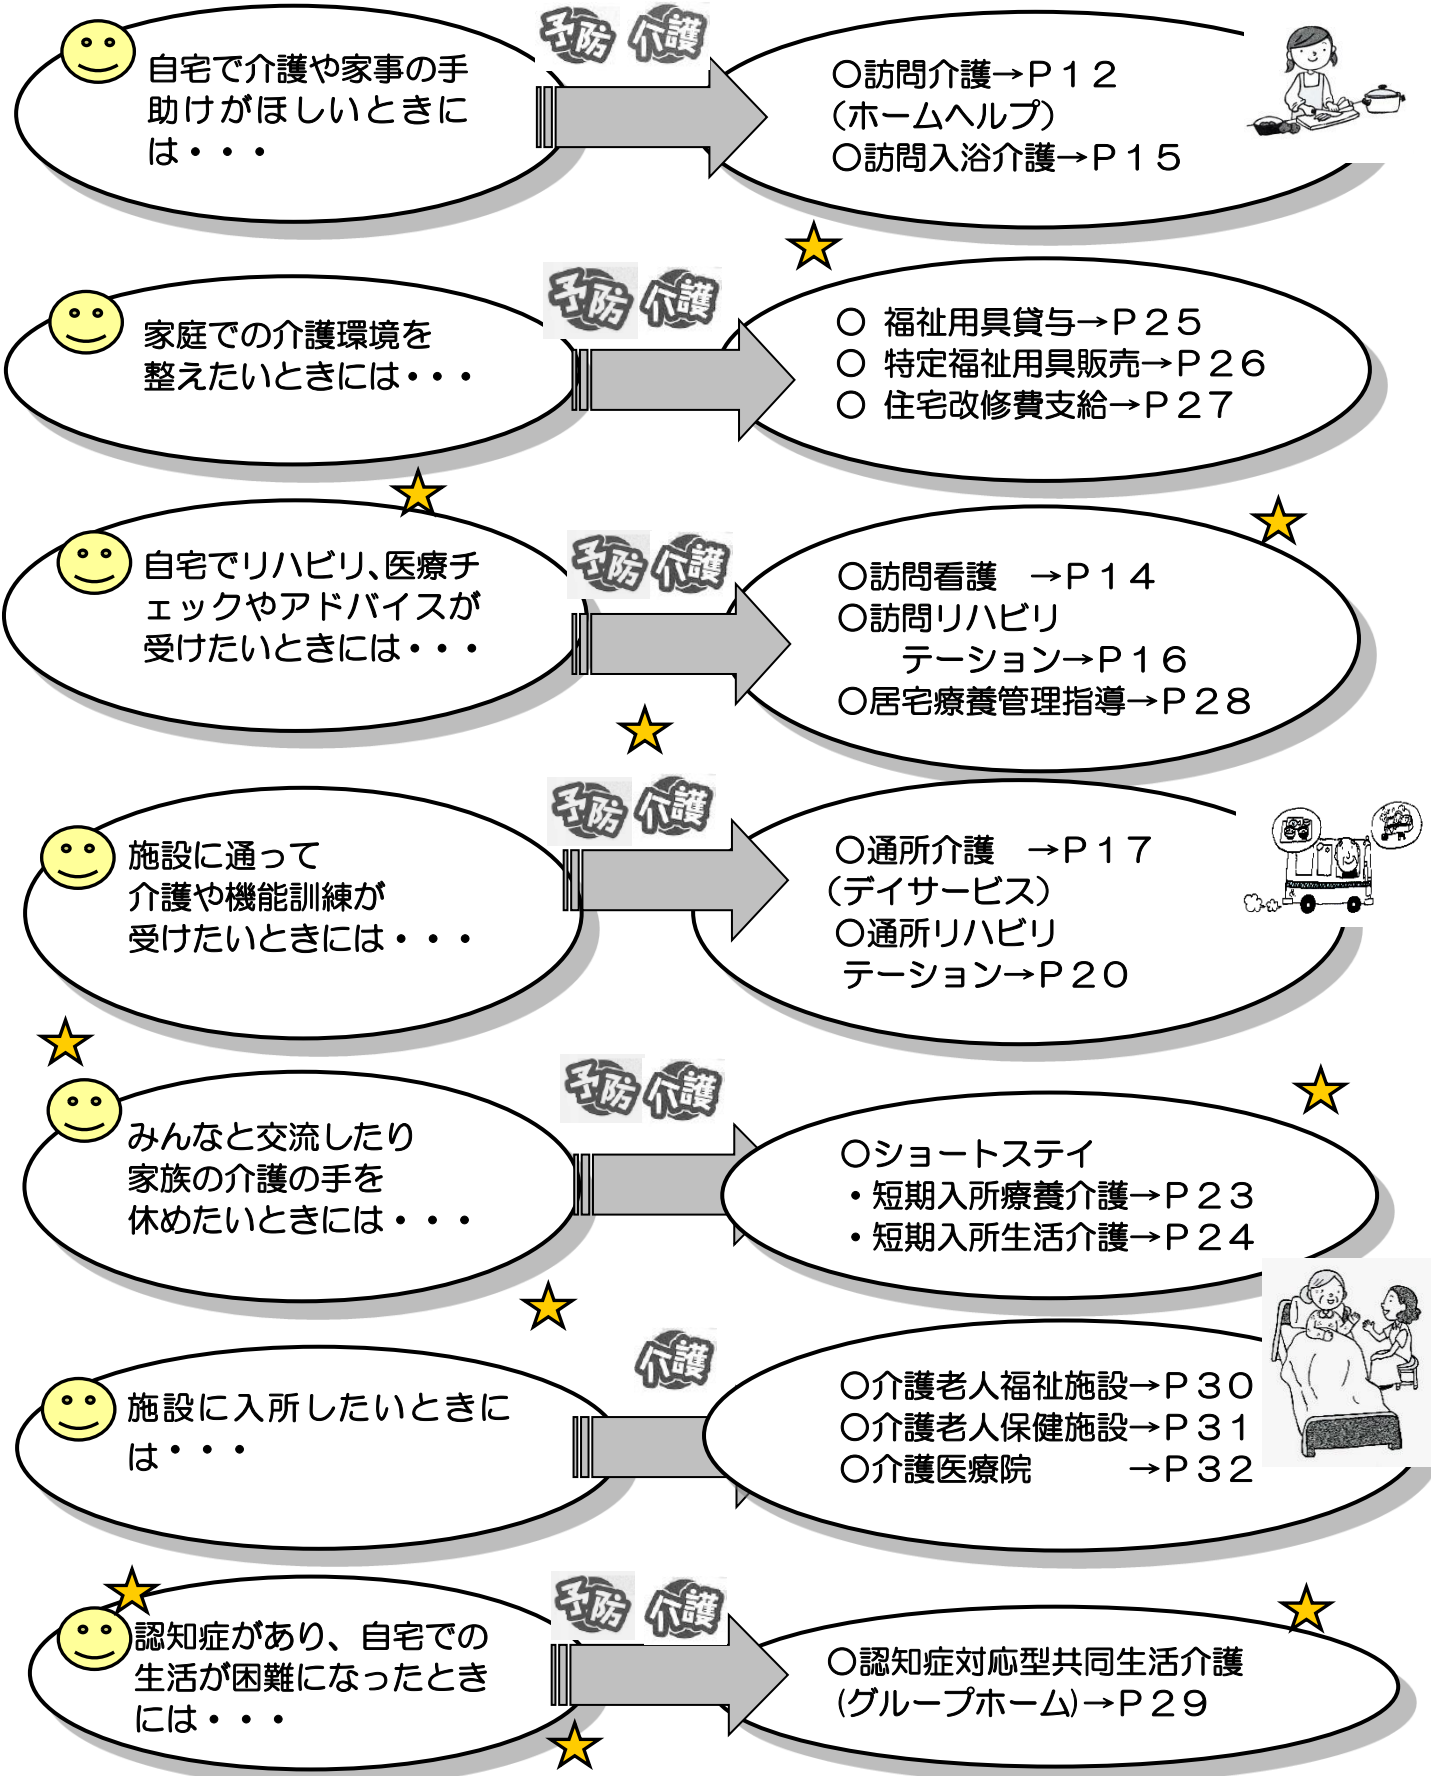 予防 介護
自宅で介護や家事の手
助けがほしいときに
は・・・
○訪問介護→Ｐ１２
（ホームヘルプ）
○訪問入浴介護→Ｐ１５
予防 介護
家庭での介護環境を
整えたいときには・・・
○ 福祉用具貸与→Ｐ２５
○ 特定福祉用具販売→Ｐ２６
○ 住宅改修費支給→Ｐ２７
予防 介護
自宅でリハビリ、医療チ
ェックやアドバイスが
受けたいときには・・・
○訪問看護　→Ｐ１４
○訪問リハビリ
テーション→Ｐ１６
○居宅療養管理指導→Ｐ２８
予防 介護
施設に通って
介護や機能訓練が
受けたいときには・・・
○通所介護　→Ｐ１７
（デイサービス）
○通所リハビリ
テーション→Ｐ２０
予防 介護
みんなと交流したり
家族の介護の手を
休めたいときには・・・
○ショートステイ
・短期入所療養介護→Ｐ２３
・短期入所生活介護→Ｐ２４
介護
施設に入所したいときに
は・・・
○介護老人福祉施設→Ｐ３０
○介護老人保健施設→Ｐ３１
○介護医療院　　　→Ｐ３２
予防 介護
認知症があり、自宅での
生活が困難になったとき
には・・・
○認知症対応型共同生活介護
(グループホーム)→Ｐ２９